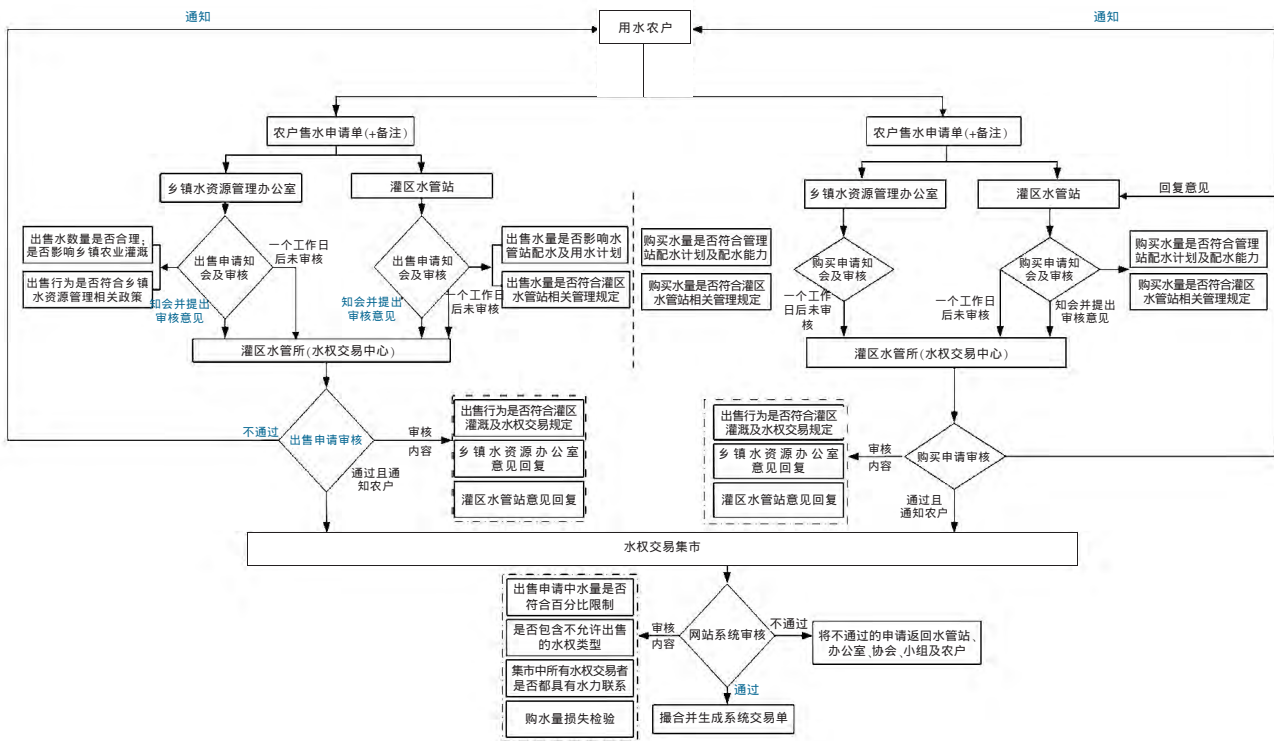 通知
用水农户
通知
农户售水申请单(+备注)
农户售水申请单(+备注)
乡镇水资源管理办公室
灌区水管站
乡镇水资源管理办公室
灌区水管站
回复意见
出售水数量是否合理；
是否影响乡镇农业灌溉
出售行为是否符合乡镇
水资源管理相关政策
出售申请知
会及审核
一个工作日
后未审核
知会并提出
审核意见
出售申请知
会及审核
出售水量是否影响水
管站配水及用水计划
出售水量是否符合灌区
水管站相关管理规定
知会并提出
审核意见
一个工作日
后未审核
购买水量是否符合管理
站配水计划及配水能力
购买水量是否符合灌区
水管站相关管理规定
购买申请知
会及审核
一个工作
日后未审
核
购买申请知
会及审核
购买水量是否符合管理
站配水计划及配水能力
购买水量是否符合灌区
水管站相关管理规定
一个工作日
后未审核
知会并提出
审核意见
灌区水管所(水权交易中心)
灌区水管所(水权交易中心)
不通过
出售申请审核
审核
内容
出售行为是否符合灌区
灌溉及水权交易规定
乡镇水资源办公室
意见回复
灌区水管站意见回复
通过且通
知农户
出售行为是否符合灌区
灌溉及水权交易规定
乡镇水资源办公室
意见回复
灌区水管站意见回复
审核
内容
购买申请审核
通过且
通知农户
水权交易集市
出售申请中水量是否
符合百分比限制
是否包含不允许出售
的水权类型
集市中所有水权交易者
是否都具有水力联系
购水量损失检验
审核
内容
网站系统审核
不通过
将不通过的申请返回水管站、
办公室、协会、小组及农户
通过
撮合并生成系统交易单